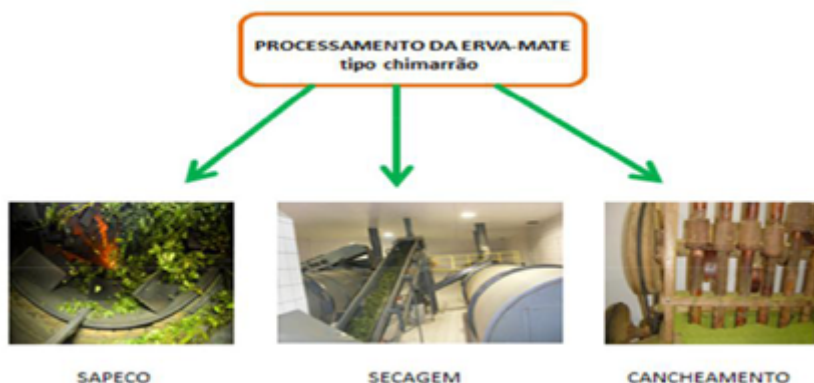 PROCESSAMENTO DA ERVA-MATE
tipo chimarrão
SAPECO
SECAGEM
CANCHEAMENTO